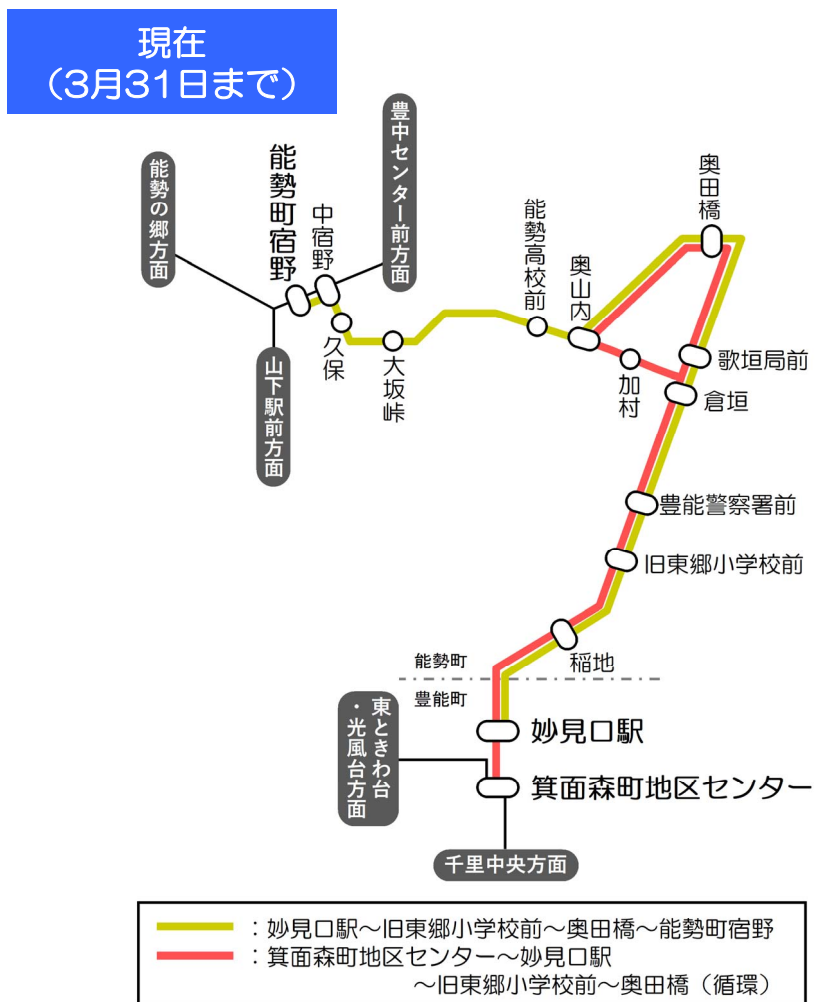 現在
（3月31日まで）
豊中センター前方面
能勢の郷方面
能勢町宿野
中宿野
奥田橋
能勢高校前
奥山内
久保
大坂峠
山下駅前方面
加村
歌垣局前
倉垣
豊能警察署前
旧東郷小学校前
稲地
能勢町
豊能町
東ときわ台
・光風台方面
妙見口駅
箕面森町地区センター
千里中央方面
：妙見口駅～旧東郷小学校前～奥田橋～能勢町宿野
：箕面森町地区センター～妙見口駅
～旧東郷小学校前～奥田橋（循環）